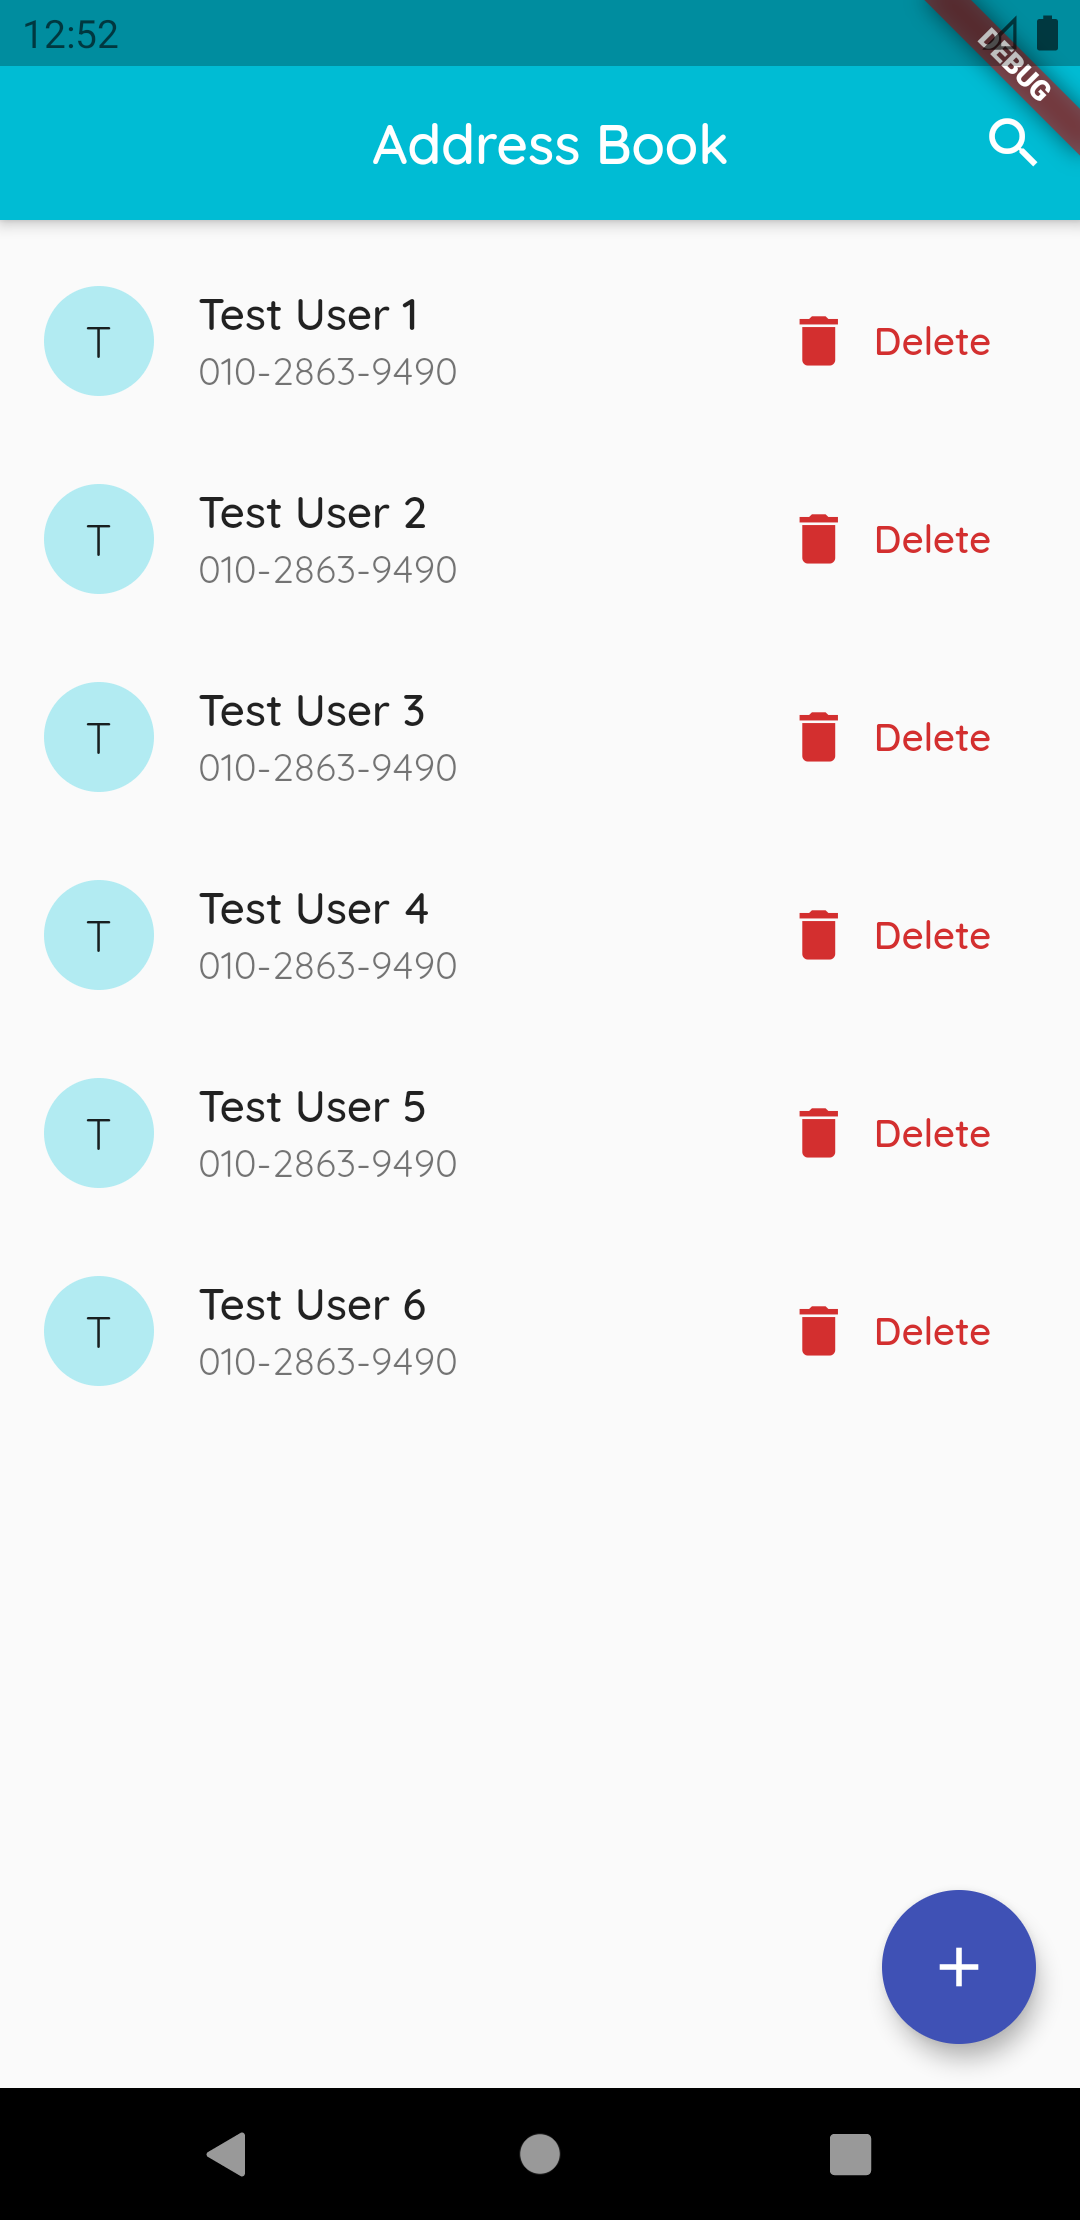 12:52
DEBUG
Address Book
T
Test User 1
010-2863-9490
Delete
T
Test User 2
010-2863-9490
Delete
T
Test User 3
010-2863-9490
Delete
T
Test User 4
010-2863-9490
Delete
T
Test User 5
010-2863-9490
Delete
T
Test User 6
010-2863-9490
Delete